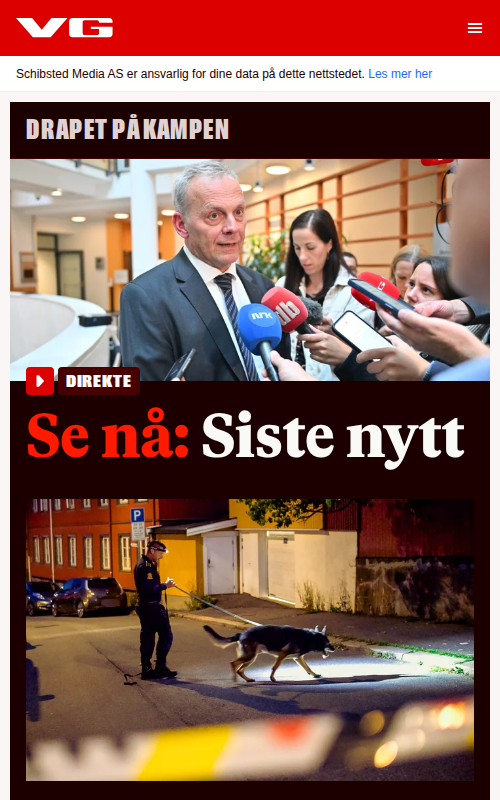 VG
Schibsted Media AS er ansvarlig for dine data på dette nettstedet. Les mer her
DRAPET PÅ KAMPEN
NRK
db
DIREKTE
Se nå: Siste nytt
P